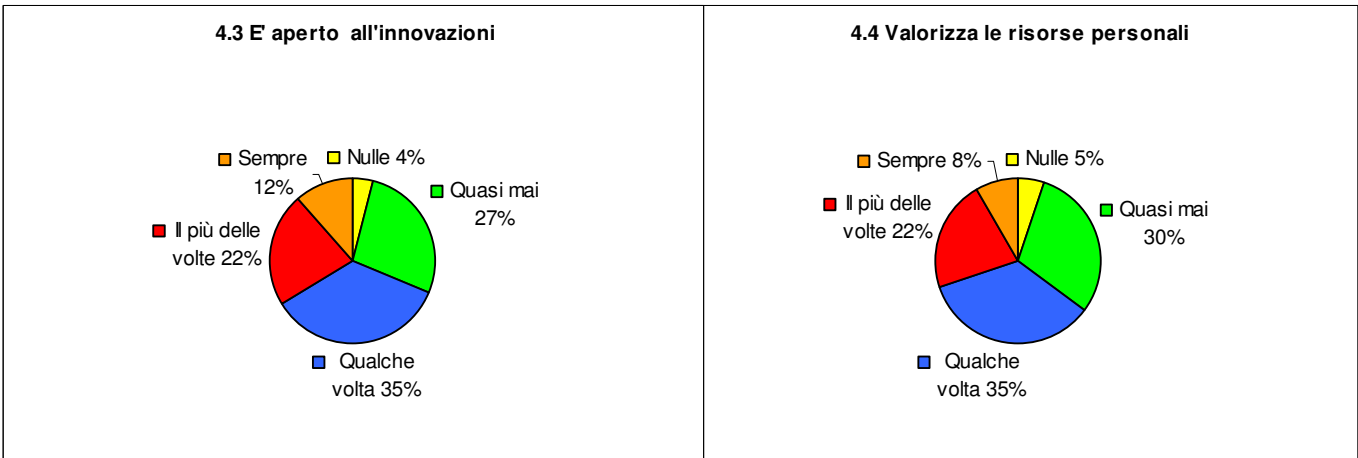 4.3 E' aperto all'innovazioni
Sempre
12%
Nulle 4%
Quasi mai
27%
Il più delle
volte 22%
Qualche
volta 35%
4.4 Valorizza le risorse personali
Sempre 8%
Nulle 5%
Quasi mai
30%
Il più delle
volte 22%
Qualche
volta 35%